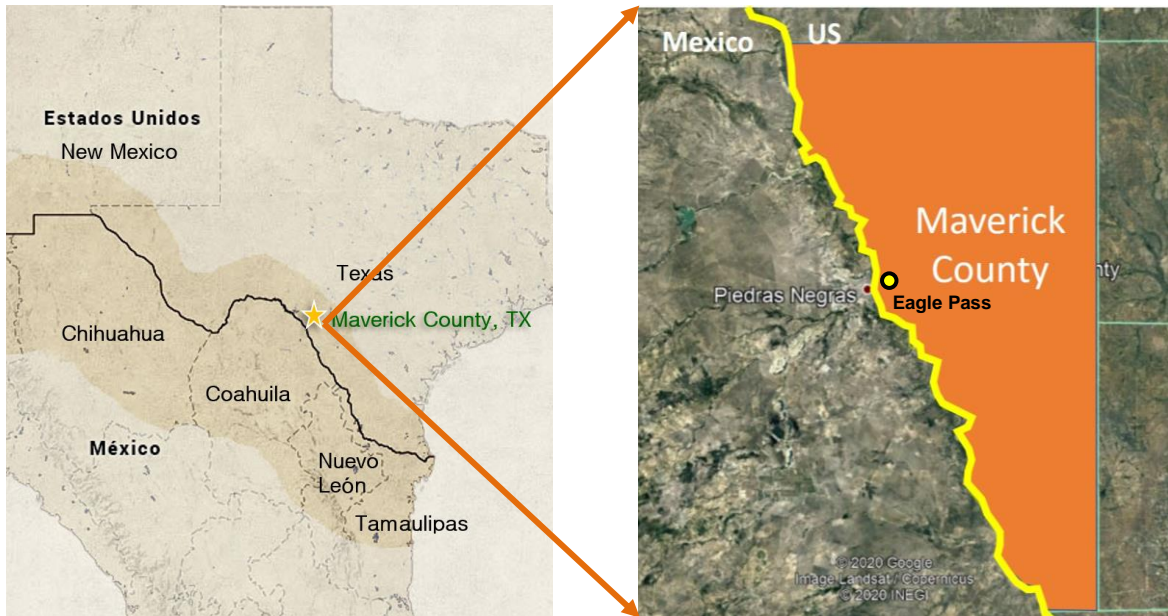 Estados Unidos
New Mexico
Texas
Maverick County, TX
Chihuahua
Coahuila
México
Nuevo
León
Tamaulipas
Mexico
US
Maverick
County
nty
Piedras Negras
Eagle Pass
© 2020 Google
Image Landsat / Copernicus
© 2020 INEGI